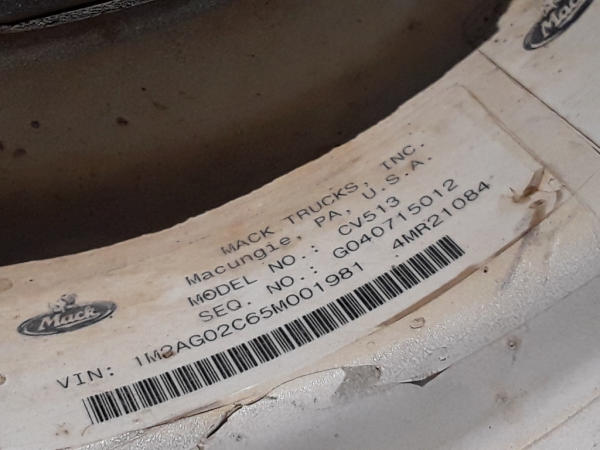 Mack
MACK TRUCKS, INC.
Macungie, PA, U.S.A.
MODEL NO.: CV513
SEQ. NO.: G040715012
Mack
VIN: 1M2AG02C65M001981 4MR21084